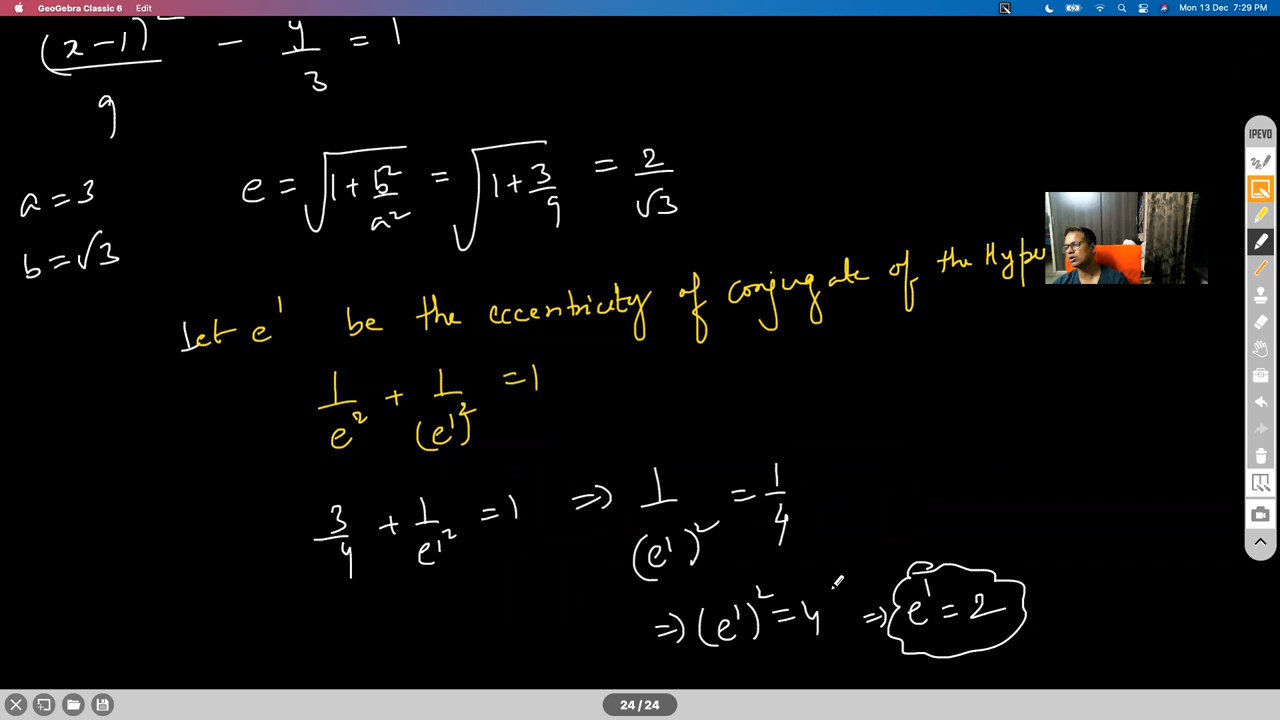 GeoGebra Classic 6 Edit Mon 13 Dec 7:29 PM
(x-1)² / 9 - y / 3 = 1
IPEVO
a = 3
e = √(1 + b²/a²) = √(1 + 3/9) = 2/√3
b = √3
Let e' be the eccentricity of conjugate of the Hype
1/e² + 1/(e')² = 1
3/4 + 1/e'² = 1 ⇒ 1/(e')² = 1/4
⇒ (e')² = 4 ⇒ e' = 2
24 / 24